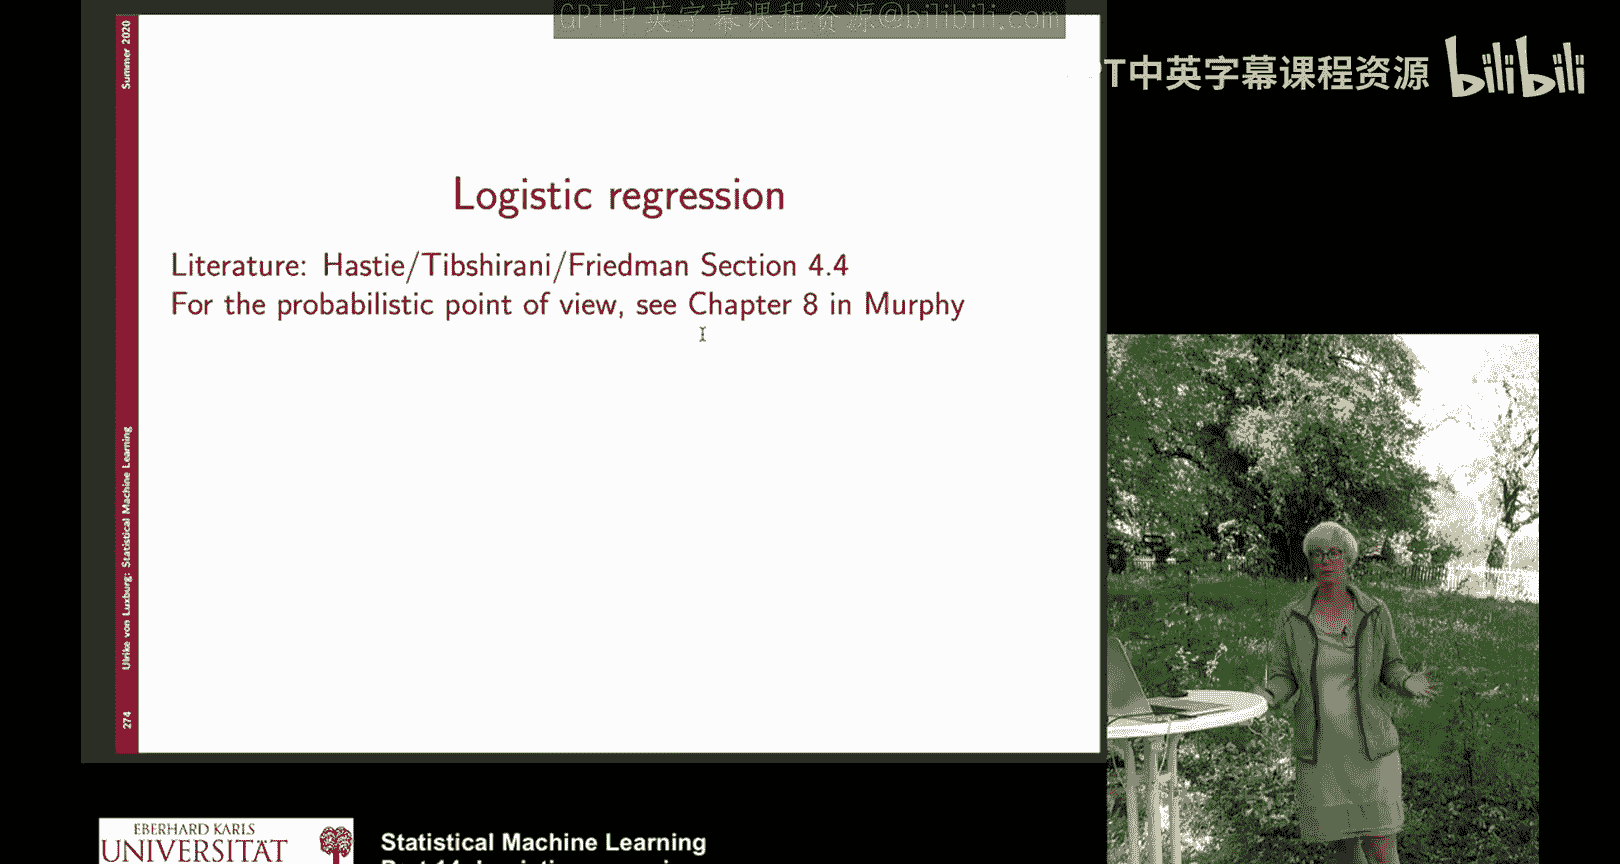 GPT中英字幕课程资源@bilibili.com
T中英字幕课程资源 bilibili
Summer 2020
Logistic regression
Literature: Hastie/Tibshirani/Friedman Section 4.4
For the probabilistic point of view, see Chapter 8 in Murphy
Ulrike von Luxburg: Statistical Machine Learning
274
EBERHARD KARLS
UNIVERSITÄT
Statistical Machine Learning